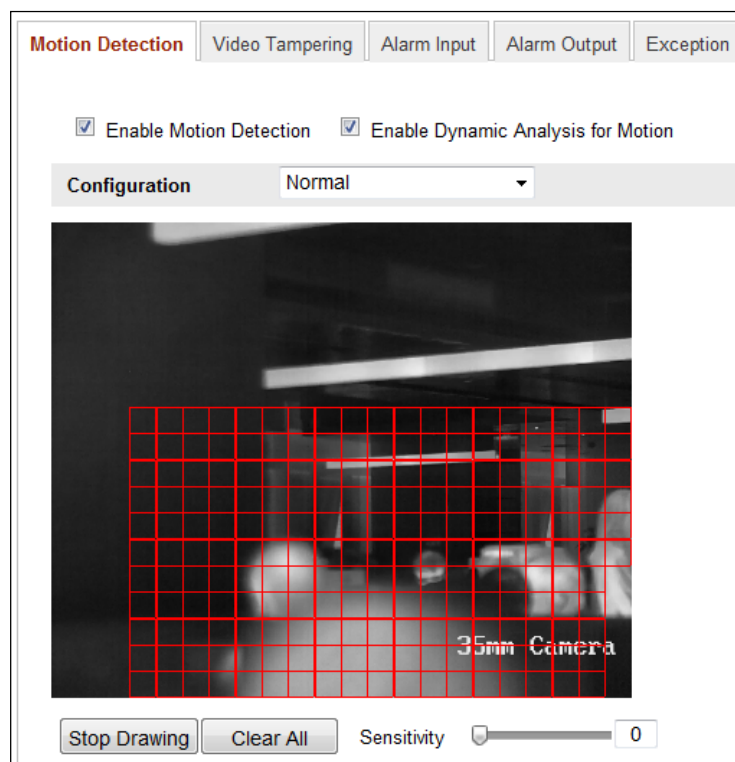 Motion Detection Video Tampering Alarm Input Alarm Output Exception
Enable Motion Detection Enable Dynamic Analysis for Motion
Configuration Normal
35mm Camera
Stop Drawing Clear All Sensitivity 0